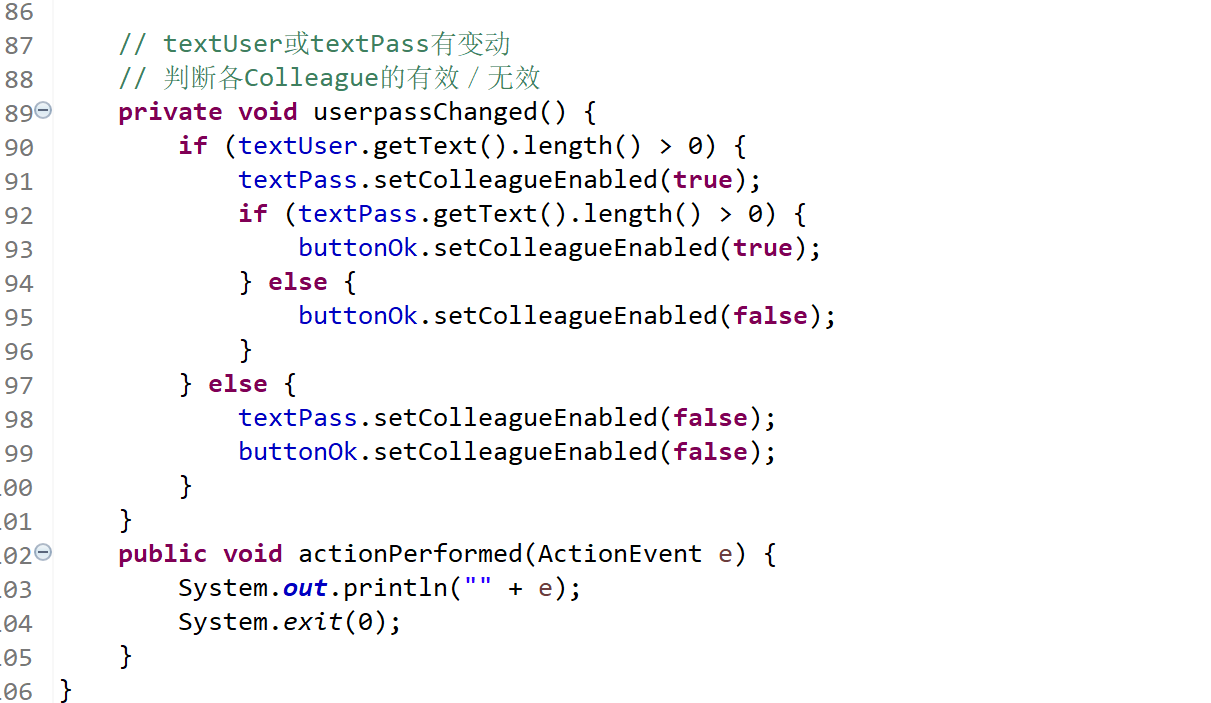 86
87 // textUser或textPass有变动
88 // 判断各Colleague的有效／无效
89 private void userpassChanged() {
90 if (textUser.getText().length() > 0) {
91 textPass.setColleagueEnabled(true);
92 if (textPass.getText().length() > 0) {
93 buttonOk.setColleagueEnabled(true);
94 } else {
95 buttonOk.setColleagueEnabled(false);
96 }
97 } else {
98 textPass.setColleagueEnabled(false);
99 buttonOk.setColleagueEnabled(false);
00 }
01 }
02 public void actionPerformed(ActionEvent e) {
03 System.out.println("" + e);
04 System.exit(0);
05 }
06 }